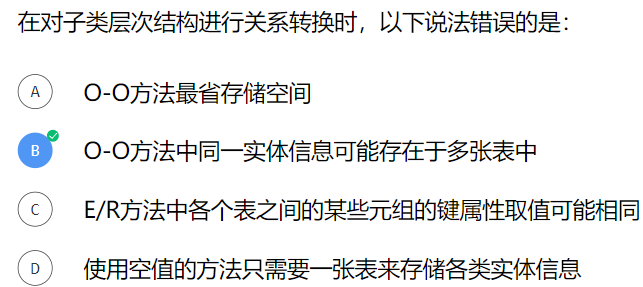 在对子类层次结构进行关系转换时，以下说法错误的是：
A O-O方法最省存储空间
B O-O方法中同一实体信息可能存在于多张表中
C E/R方法中各个表之间的某些元组的键属性取值可能相同
D 使用空值的方法只需要一张表来存储各类实体信息